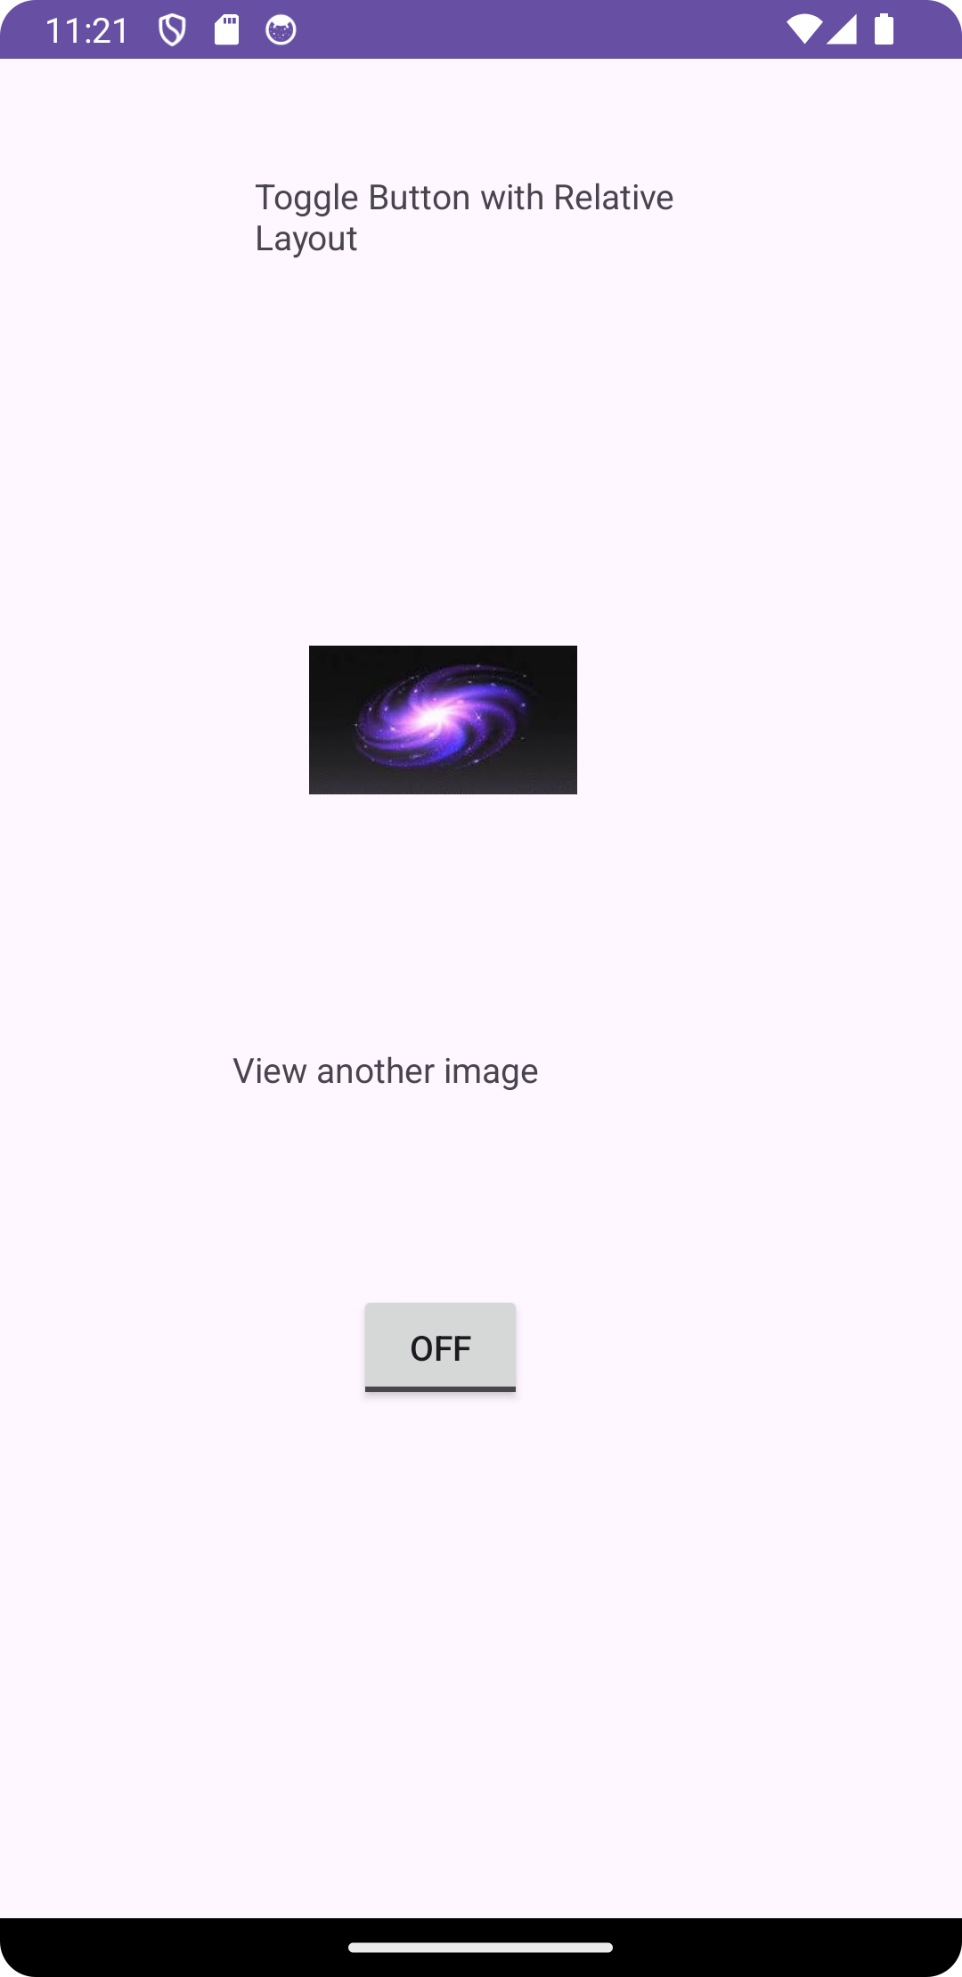 11:21
Toggle Button with Relative
Layout
View another image
OFF